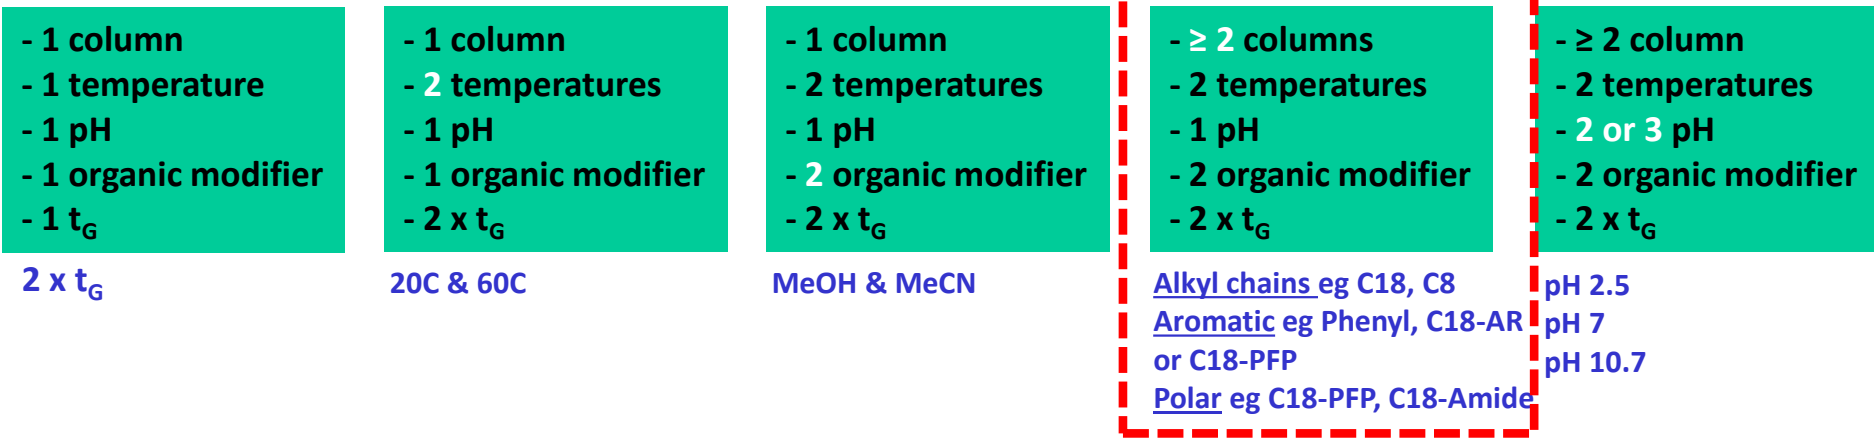 - 1 column
- 1 temperature
- 1 pH
- 1 organic modifier
- 1 tG
2 x tG
- 1 column
- 2 temperatures
- 1 pH
- 1 organic modifier
- 2 x tG
20C & 60C
- 1 column
- 2 temperatures
- 1 pH
- 2 organic modifier
- 2 x tG
MeOH & MeCN
- ≥ 2 columns
- 2 temperatures
- 1 pH
- 2 organic modifier
- 2 x tG
Alkyl chains eg C18, C8
Aromatic eg Phenyl, C18-AR
or C18-PFP
Polar eg C18-PFP, C18-Amide
- ≥ 2 column
- 2 temperatures
- 2 or 3 pH
- 2 organic modifier
- 2 x tG
pH 2.5
pH 7
pH 10.7